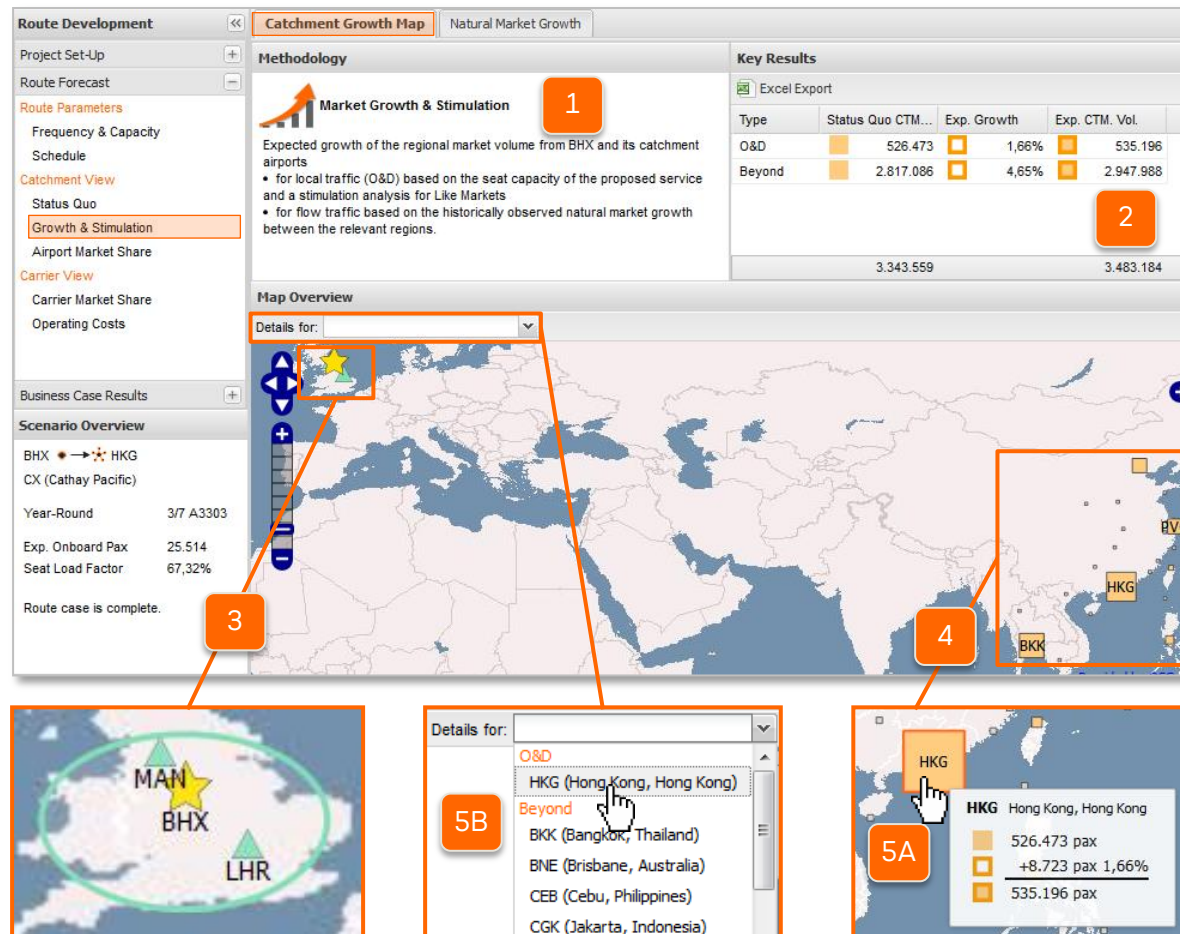 Route Development
Project Set-Up
Route Forecast
Route Parameters
Frequency & Capacity
Schedule
Catchment View
Status Quo
Growth & Stimulation
Airport Market Share
Carrier View
Carrier Market Share
Operating Costs
Business Case Results
Scenario Overview
BHX HKG
CX (Cathay Pacific)
Year-Round 3/7 A3303
Exp. Onboard Pax 25.514
Seat Load Factor 67,32%
Route case is complete.
Catchment Growth Map Natural Market Growth
Methodology
Market Growth & Stimulation
1
Expected growth of the regional market volume from BHX and its catchment
airports
• for local traffic (O&D) based on the seat capacity of the proposed service
and a stimulation analysis for Like Markets
• for flow traffic based on the historically observed natural market growth
between the relevant regions.
Key Results
Excel Export
Type Status Quo CTM... Exp. Growth Exp. CTM. Vol.
O&D 526.473 1,66% 535.196
Beyond 2.817.086 4,65% 2.947.988
2
3.343.559 3.483.184
Map Overview
Details for:
PV
HKG
BKK
3
4
MAN
BHX
LHR
Details for:
O&D
HKG (Hong Kong, Hong Kong)
Beyond
BKK (Bangkok, Thailand)
BNE (Brisbane, Australia)
CEB (Cebu, Philippines)
CGK (Jakarta, Indonesia)
5B
HKG
HKG Hong Kong, Hong Kong
526.473 pax
+8.723 pax 1,66%
535.196 pax
5A